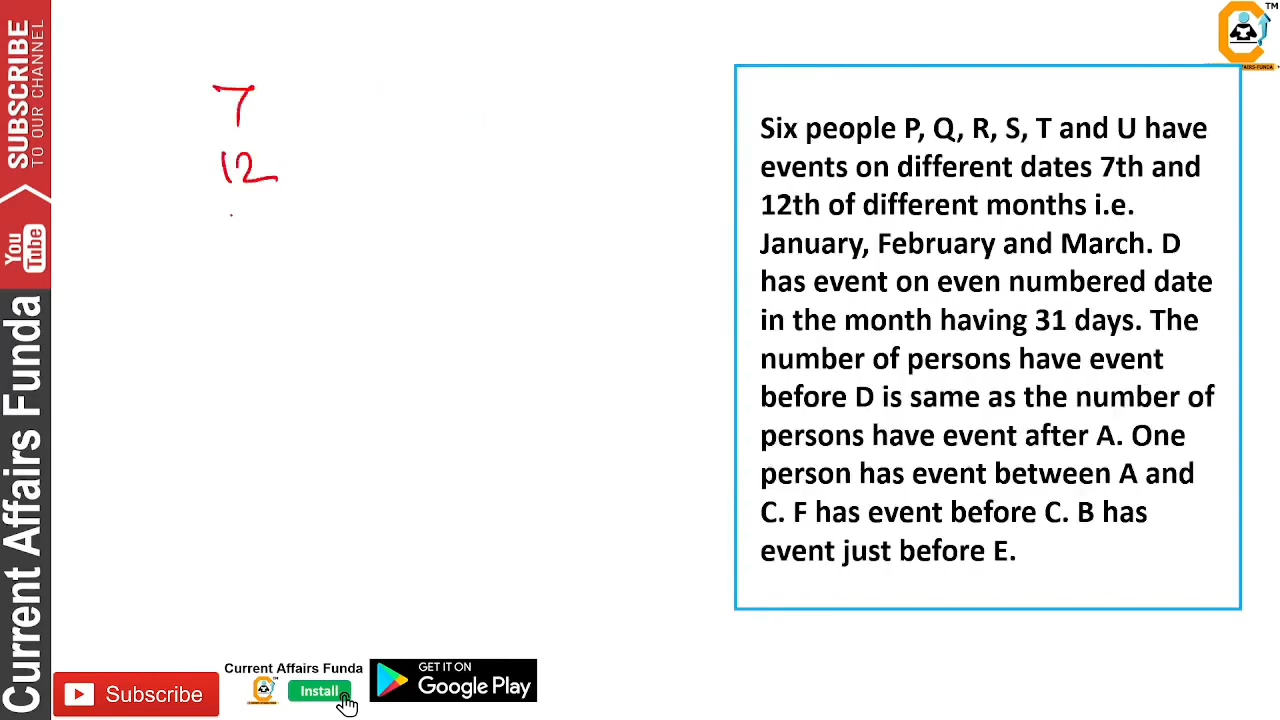 SUBSCRIBE
TO OUR CHANNEL
You Tube
Current Affairs Funda
7
12
TM
Six people P, Q, R, S, T and U have
events on different dates 7th and
12th of different months i.e.
January, February and March. D
has event on even numbered date
in the month having 31 days. The
number of persons have event
before D is same as the number of
persons have event after A. One
person has event between A and
C. F has event before C. B has
event just before E.
Subscribe
Current Affairs Funda
Install
GET IT ON
Google Play